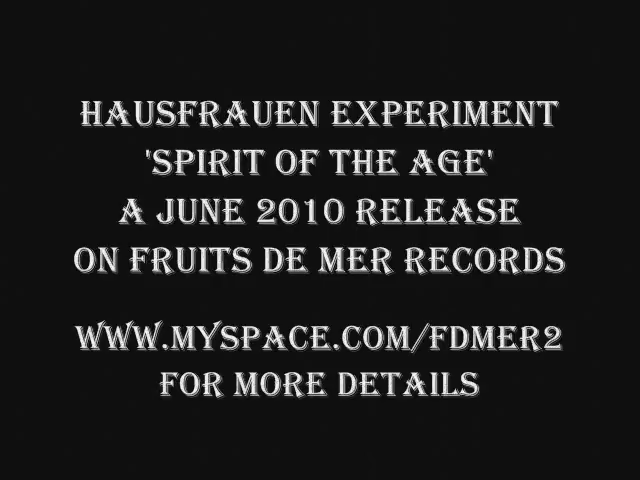 HAUSFRAUEN EXPERIMENT
'SPIRIT OF THE AGE'
A JUNE 2010 RELEASE
ON FRUITS DE MER RECORDS
WWW.MYSPACE.COM/FDMER2
FOR MORE DETAILS